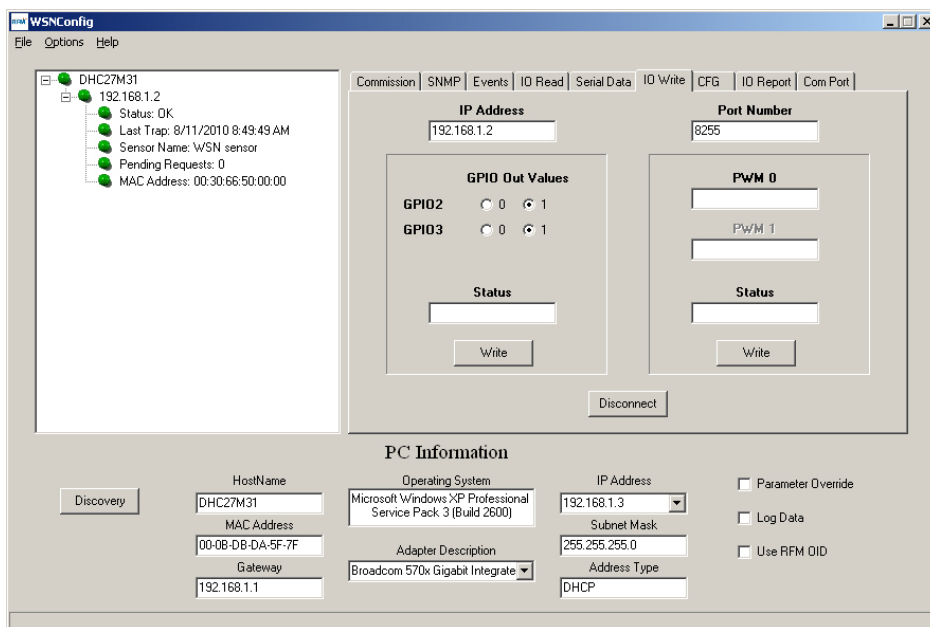 WSNConfig
File Options Help
DHC27M31
192.168.1.2
Status: OK
Last Trap: 8/11/2010 8:49:49 AM
Sensor Name: WSN sensor
Pending Requests: 0
MAC Address: 00:30:66:50:00:00
Commission SNMP Events IO Read Serial Data IO Write CFG IO Report Com Port
IP Address Port Number
192.168.1.2 8255
GPIO Out Values
GPIO2 0 1
GPIO3 0 1
Status
Write
PWM 0
PWM 1
Status
Write
Disconnect
PC Information
Discovery
HostName
DHC27M31
MAC Address
00-0B-DB-DA-5F-7F
Gateway
192.168.1.1
Operating System
Microsoft Windows XP Professional
Service Pack 3 (Build 2600)
Adapter Description
Broadcom 570x Gigabit Integrate
IP Address
192.168.1.3
Subnet Mask
255.255.255.0
Address Type
DHCP
Parameter Override
Log Data
Use RFM OID